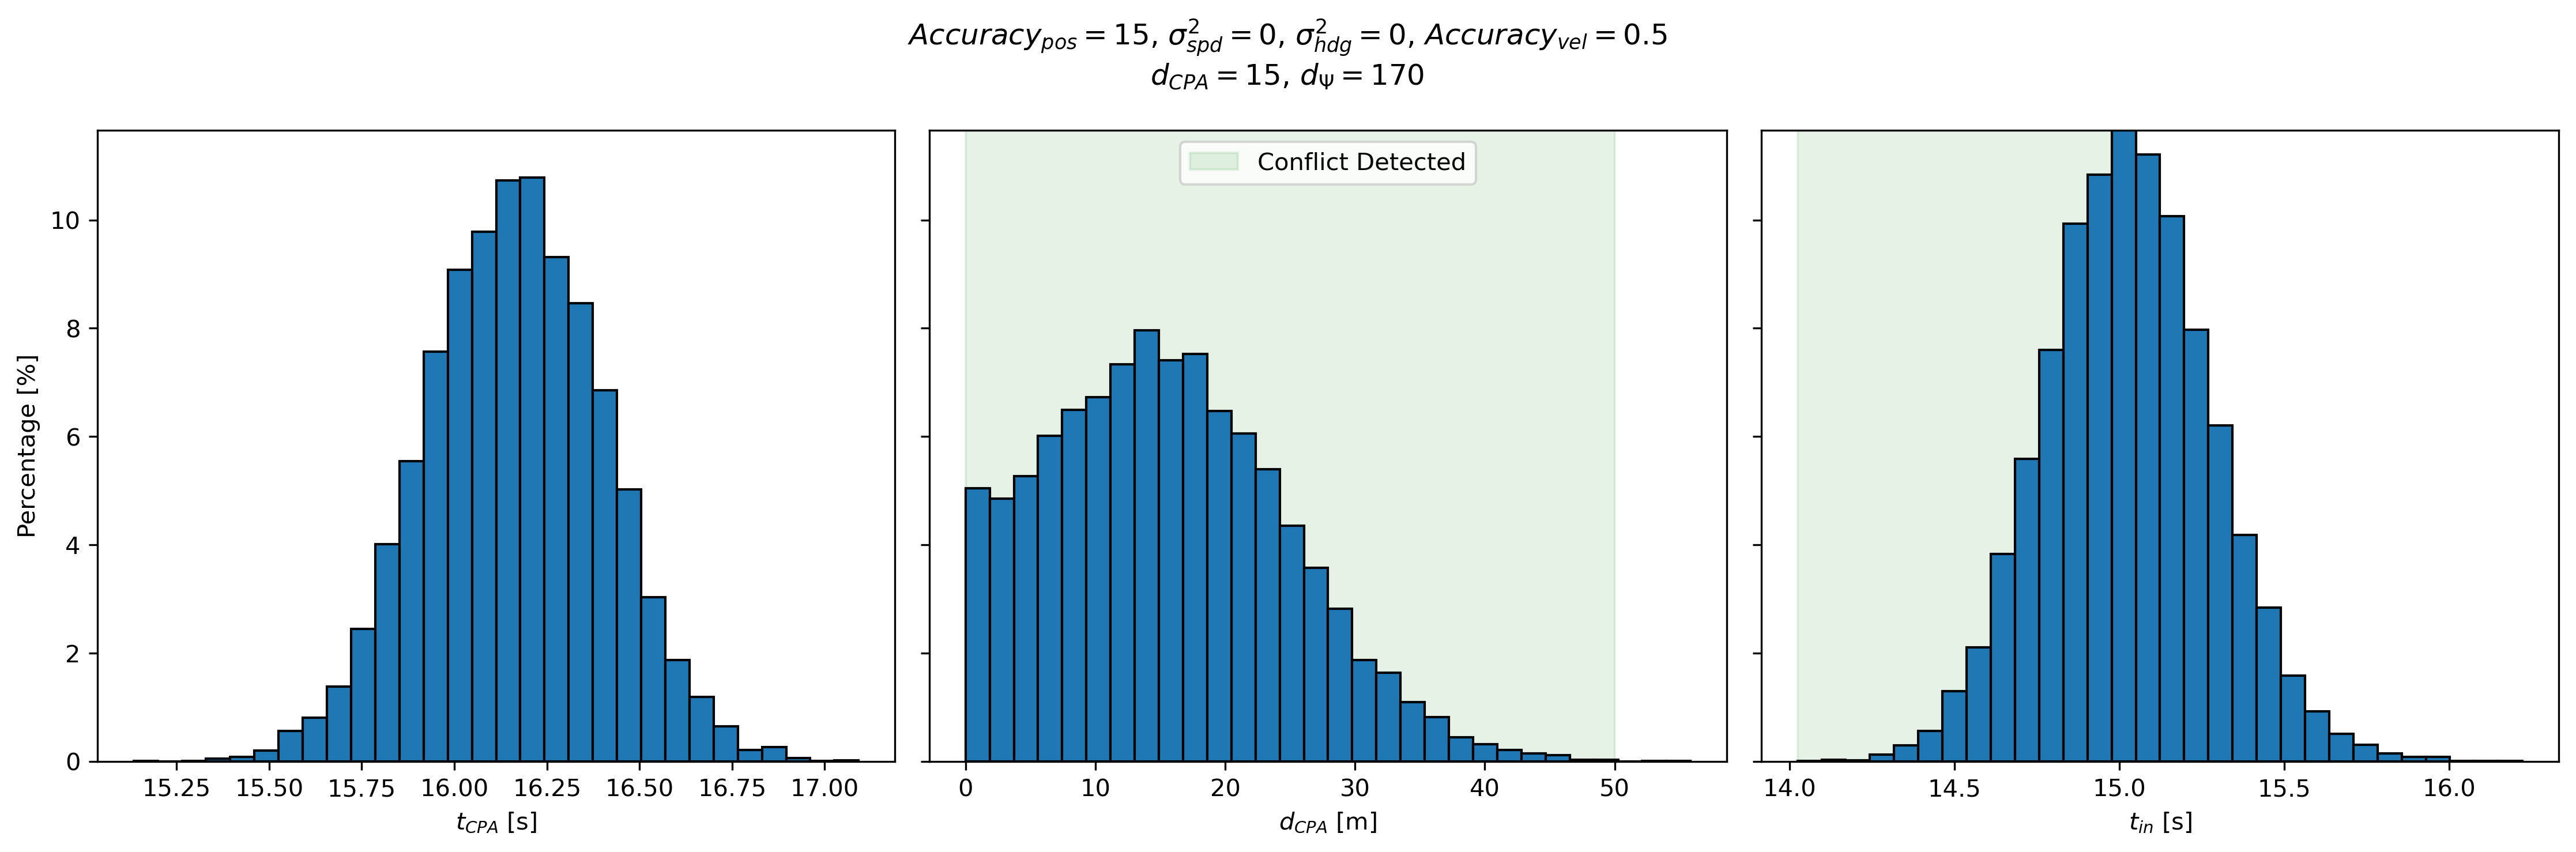 Accuracy_pos = 15, σ²_spd = 0, σ²_hdg = 0, Accuracy_vel = 0.5
d_CPA = 15, d_Ψ = 170
Percentage [%]
10
8
6
4
2
0
15.25 15.50 15.75 16.00 16.25 16.50 16.75 17.00
t_CPA [s]
Conflict Detected
0 10 20 30 40 50
d_CPA [m]
14.0 14.5 15.0 15.5 16.0
t_in [s]